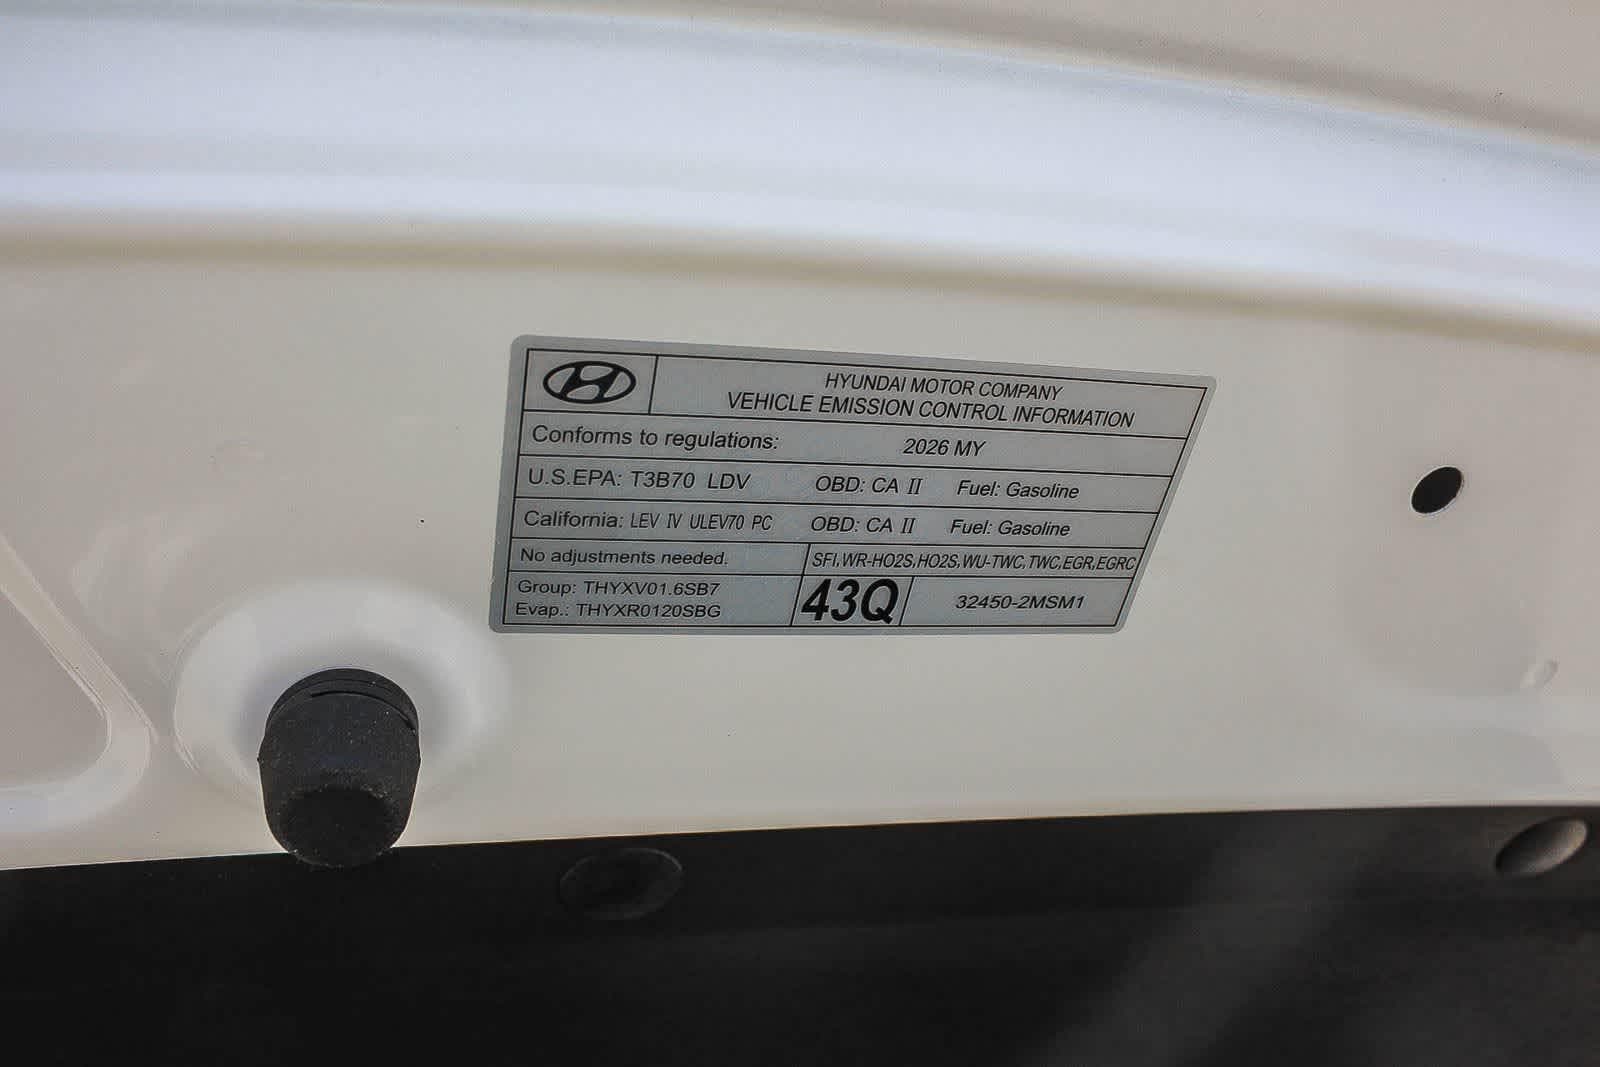 HYUNDAI MOTOR COMPANY
VEHICLE EMISSION CONTROL INFORMATION
Conforms to regulations: 2026 MY
U.S.EPA: T3B70 LDV OBD: CA II Fuel: Gasoline
California: LEV IV ULEV70 PC OBD: CA II Fuel: Gasoline
No adjustments needed. SFI,WR-HO2S,HO2S,WU-TWC,TWC,EGR,EGRC
Group: THYXV01.6SB7
Evap.: THYXR0120SBG
43Q 32450-2MSM1